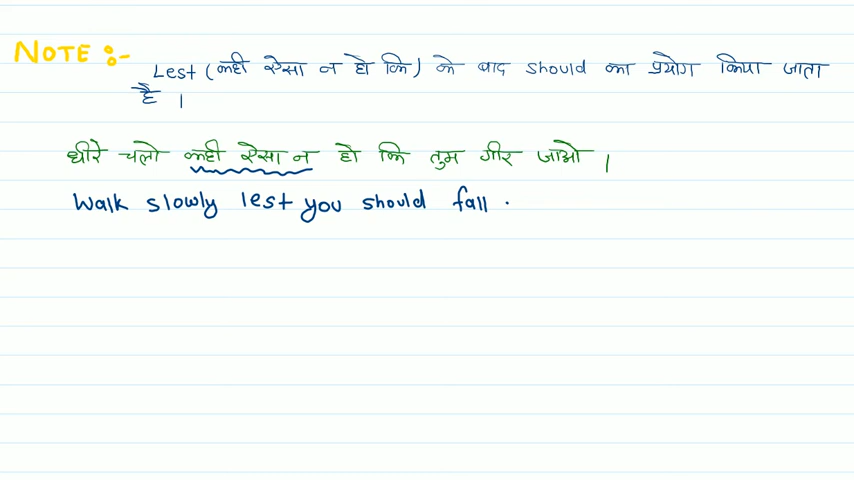 NOTE :-
Lest (कही ऐसा न हो कि) के बाद should का प्रयोग किया जाता
है ।
धीरे चलो कही ऐसा न हो कि तुम गीर जाओ ।
Walk slowly lest you should fall .